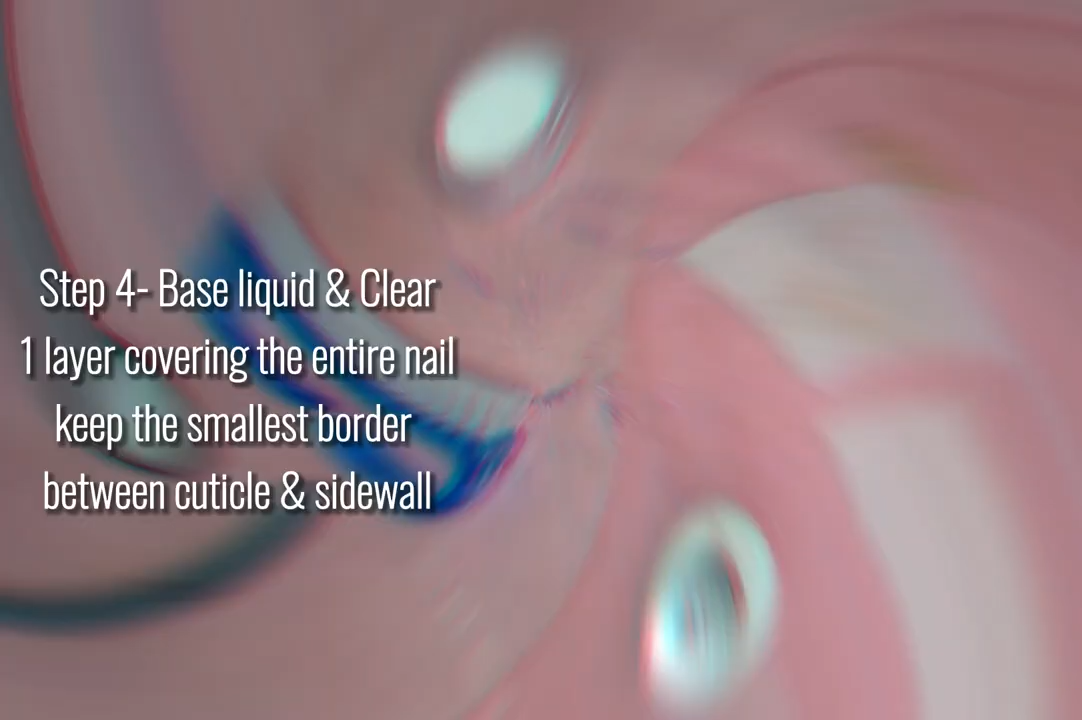 Step 4- Base liquid & Clear
1 layer covering the entire nail
keep the smallest border
between cuticle & sidewall